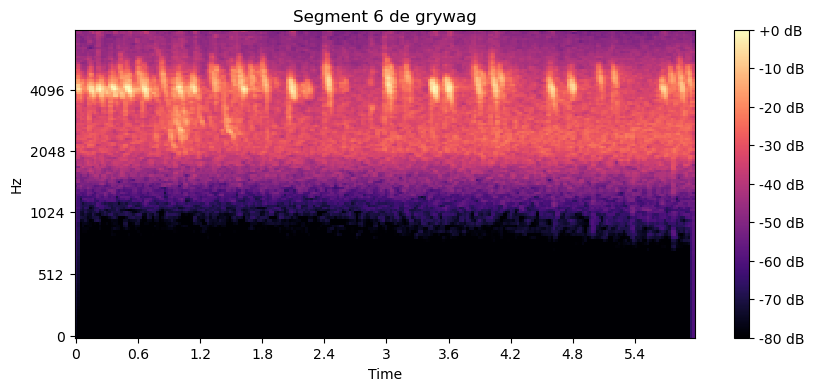 Segment 6 de grywag
Hz
4096
2048
1024
512
0
0 0.6 1.2 1.8 2.4 3 3.6 4.2 4.8 5.4
Time
+0 dB
-10 dB
-20 dB
-30 dB
-40 dB
-50 dB
-60 dB
-70 dB
-80 dB